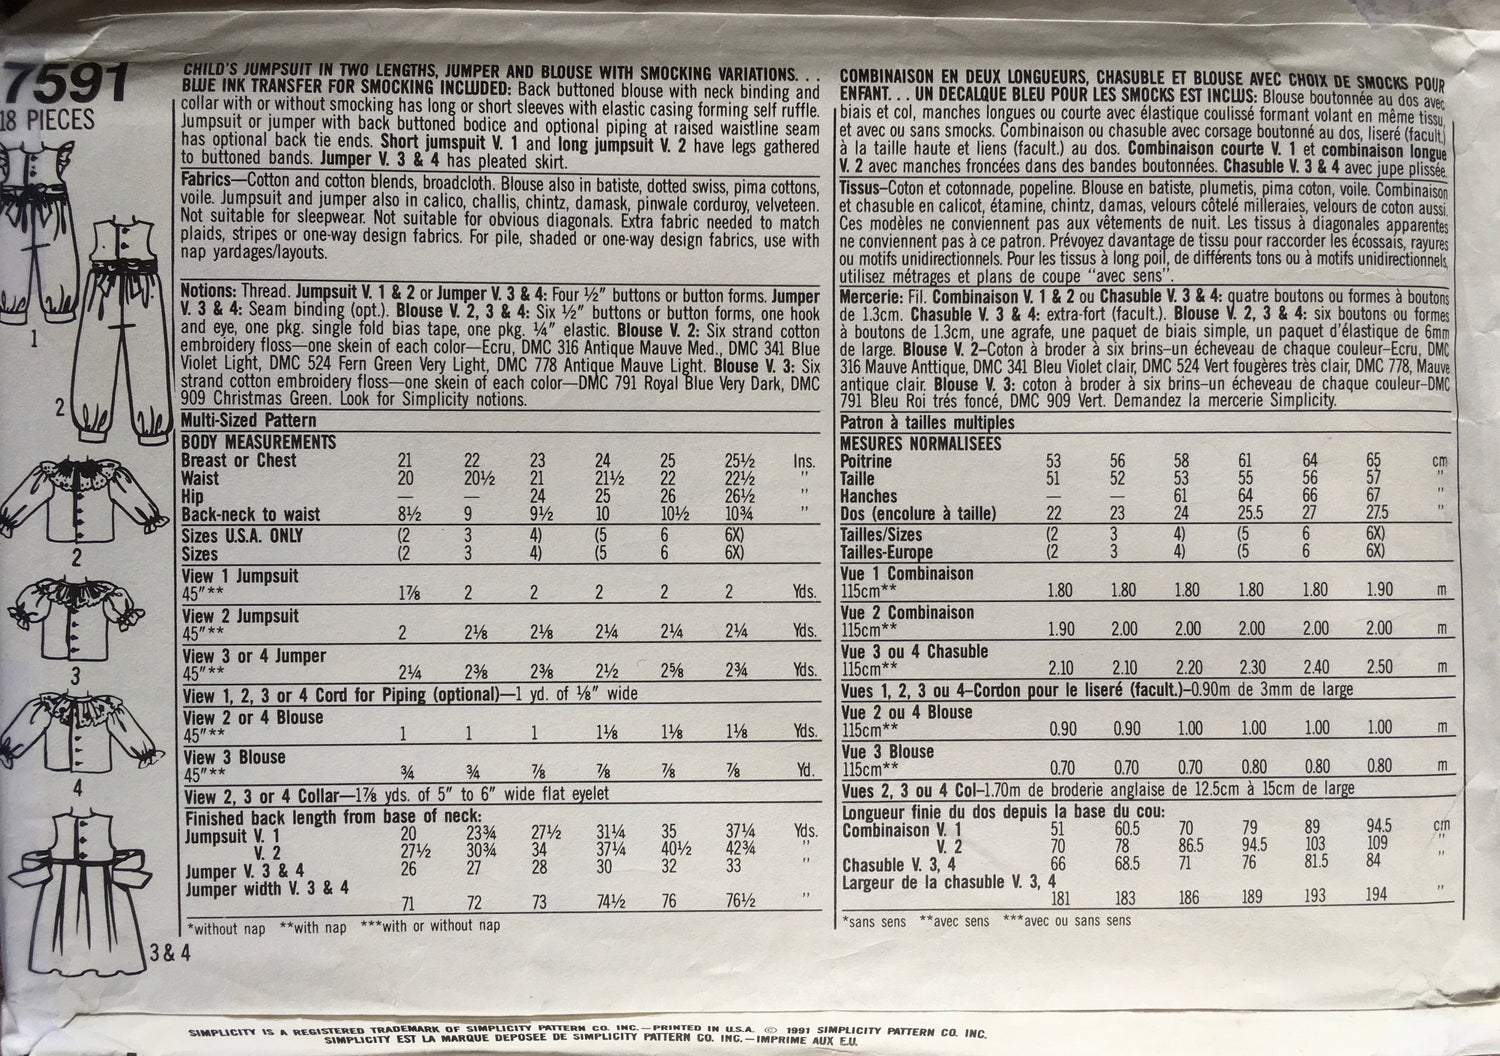 7591
18 PIECES
1
2
2
3
4
3 & 4
CHILD'S JUMPSUIT IN TWO LENGTHS, JUMPER AND BLOUSE WITH SMOCKING VARIATIONS. . .
BLUE INK TRANSFER FOR SMOCKING INCLUDED: Back buttoned blouse with neck binding and
collar with or without smocking has long or short sleeves with elastic casing forming self ruffle.
Jumpsuit or jumper with back buttoned bodice and optional piping at raised waistline seam
has optional back tie ends. Short jumspuit V. 1 and long jumpsuit V. 2 have legs gathered
to buttoned bands. Jumper V. 3 & 4 has pleated skirt.
Fabrics—Cotton and cotton blends, broadcloth. Blouse also in batiste, dotted swiss, pima cottons,
voile. Jumpsuit and jumper also in calico, challis, chintz, damask, pinwale corduroy, velveteen.
Not suitable for sleepwear. Not suitable for obvious diagonals. Extra fabric needed to match
plaids, stripes or one-way design fabrics. For pile, shaded or one-way design fabrics, use with
nap yardages/layouts.
Notions: Thread. Jumpsuit V. 1 & 2 or Jumper V. 3 & 4: Four ½" buttons or button forms. Jumper
V. 3 & 4: Seam binding (opt.). Blouse V. 2, 3 & 4: Six ½" buttons or button forms, one hook
and eye, one pkg. single fold bias tape, one pkg. ¼" elastic. Blouse V. 2: Six strand cotton
embroidery floss—one skein of each color—Ecru, DMC 316 Antique Mauve Med., DMC 341 Blue
Violet Light, DMC 524 Fern Green Very Light, DMC 778 Antique Mauve Light. Blouse V. 3: Six
strand cotton embroidery floss—one skein of each color—DMC 791 Royal Blue Very Dark, DMC
909 Christmas Green. Look for Simplicity notions.
Multi-Sized Pattern
BODY MEASUREMENTS
Breast or Chest 21 22 23 24 25 25½ Ins.
Waist 20 20½ 21 21½ 22 22½ "
Hip — — 24 25 26 26½ "
Back-neck to waist 8½ 9 9½ 10 10½ 10¾ "
Sizes U.S.A. ONLY (2 3 4) (5 6 6X)
Sizes (2 3 4) (5 6 6X)
View 1 Jumpsuit
45"** 1⅞ 2 2 2 2 2 Yds.
View 2 Jumpsuit
45"** 2 2⅛ 2⅛ 2¼ 2¼ 2¼ Yds.
View 3 or 4 Jumper
45"** 2¼ 2⅜ 2⅜ 2½ 2⅝ 2¾ Yds.
View 1, 2, 3 or 4 Cord for Piping (optional)—1 yd. of ⅛" wide
View 2 or 4 Blouse
45"** 1 1 1 1⅛ 1⅛ 1⅛ Yds.
View 3 Blouse
45"** ¾ ¾ ⅞ ⅞ ⅞ ⅞ Yd.
View 2, 3 or 4 Collar—1⅞ yds. of 5" to 6" wide flat eyelet
Finished back length from base of neck:
Jumpsuit V. 1 20 23¾ 27½ 31¼ 35 37¼ Yds.
V. 2 27½ 30¾ 34 37¼ 40½ 42¾ "
Jumper V. 3 & 4 26 27 28 30 32 33 "
Jumper width V. 3 & 4
71 72 73 74½ 76 76½ "
*without nap **with nap ***with or without nap
COMBINAISON EN DEUX LONGUEURS, CHASUBLE ET BLOUSE AVEC CHOIX DE SMOCKS POUR
ENFANT. . . UN DECALQUE BLEU POUR LES SMOCKS EST INCLUS: Blouse boutonnée au dos avec
biais et col, manches longues ou courte avec élastique coulissé formant volant en même tissu,
et avec ou sans smocks. Combinaison ou chasuble avec corsage boutonné au dos, liseré (facult.)
à la taille haute et liens (facult.) au dos. Combinaison courte V. 1 et combinaison longue
V. 2 avec manches froncées dans des bandes boutonnées. Chasuble V. 3 & 4 avec jupe plissée.
Tissus–Coton et cotonnade, popeline. Blouse en batiste, plumetis, pima coton, voile. Combinaison
et chasuble en calicot, étamine, chintz, damas, velours côtelé milleraies, velours de coton aussi.
Ces modèles ne conviennent pas aux vêtements de nuit. Les tissus à diagonales apparentes
ne conviennent pas à ce patron. Prévoyez davantage de tissu pour raccorder les écossais, rayures
ou motifs unidirectionnels. Pour les tissus à long poil, de différents tons ou à motifs unidirectionnels,
utilisez métrages et plans de coupe "avec sens".
Mercerie: Fil. Combinaison V. 1 & 2 ou Chasuble V. 3 & 4: quatre boutons ou formes à boutons
de 1.3cm. Chasuble V. 3 & 4: extra-fort (facult.). Blouse V. 2, 3 & 4: six boutons ou formes
à boutons de 1.3cm, une agrafe, une paquet de biais simple, un paquet d'élastique de 6mm
de large. Blouse V. 2–Coton à broder à six brins–un écheveau de chaque couleur–Ecru, DMC
316 Mauve Anttique, DMC 341 Bleu Violet clair, DMC 524 Vert fougères très clair, DMC 778, Mauve
antique clair. Blouse V. 3: coton à broder à six brins–un écheveau de chaque couleur–DMC
791 Bleu Roi trés foncé, DMC 909 Vert. Demandez la mercerie Simplicity.
Patron à tailles multiples
MESURES NORMALISEES
Poitrine 53 56 58 61 64 65 cm
Taille 51 52 53 55 56 57 "
Hanches — — 61 64 66 67 "
Dos (encolure à taille) 22 23 24 25.5 27 27.5 "
Tailles/Sizes (2 3 4) (5 6 6X)
Tailles-Europe (2 3 4) (5 6 6X)
Vue 1 Combinaison
115cm** 1.80 1.80 1.80 1.80 1.80 1.90 m
Vue 2 Combinaison
115cm** 1.90 2.00 2.00 2.00 2.00 2.00 m
Vue 3 ou 4 Chasuble
115cm** 2.10 2.10 2.20 2.30 2.40 2.50 m
Vues 1, 2, 3 ou 4–Cordon pour le liseré (facult.)–0.90m de 3mm de large
Vue 2 ou 4 Blouse
115cm** 0.90 0.90 1.00 1.00 1.00 1.00 m
Vue 3 Blouse
115cm** 0.70 0.70 0.70 0.80 0.80 0.80 m
Vues 2, 3 ou 4 Col–1.70m de broderie anglaise de 12.5cm à 15cm de large
Longueur finie du dos depuis la base du cou:
Combinaison V. 1 51 60.5 70 79 89 94.5 cm
V. 2 70 78 86.5 94.5 103 109 "
Chasuble V. 3, 4 66 68.5 71 76 81.5 84 "
Largeur de la chasuble V. 3, 4
181 183 186 189 193 194 "
*sans sens **avec sens ***avec ou sans sens
SIMPLICITY IS A REGISTERED TRADEMARK OF SIMPLICITY PATTERN CO. INC.—PRINTED IN U.S.A. © 1991 SIMPLICITY PATTERN CO. INC.
SIMPLICITY EST LA MARQUE DEPOSEE DE SIMPLICITY PATTERN CO. INC.—IMPRIME AUX E.U.